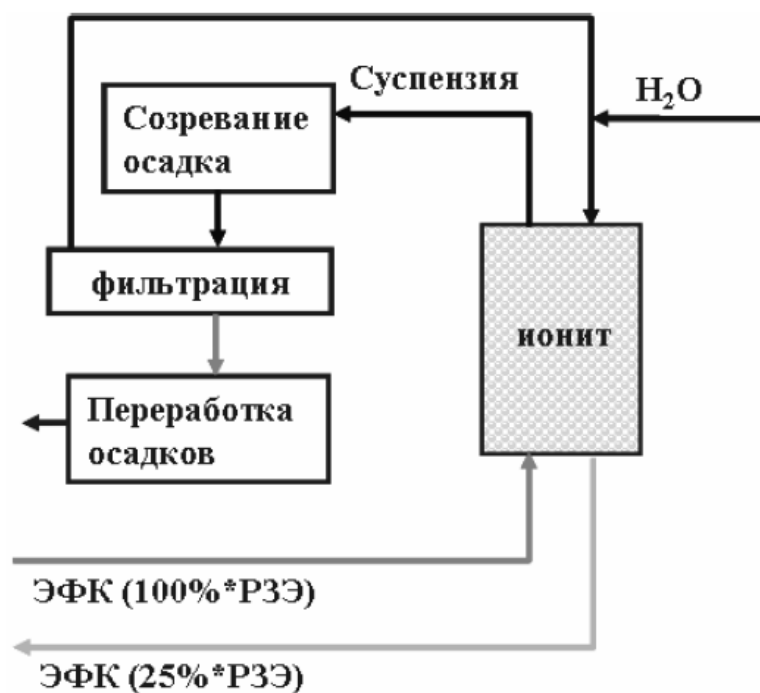 Суспензия
H₂O
Созревание
осадка
фильтрация
ионит
Переработка
осадков
ЭФК (100%*РЗЭ)
ЭФК (25%*РЗЭ)